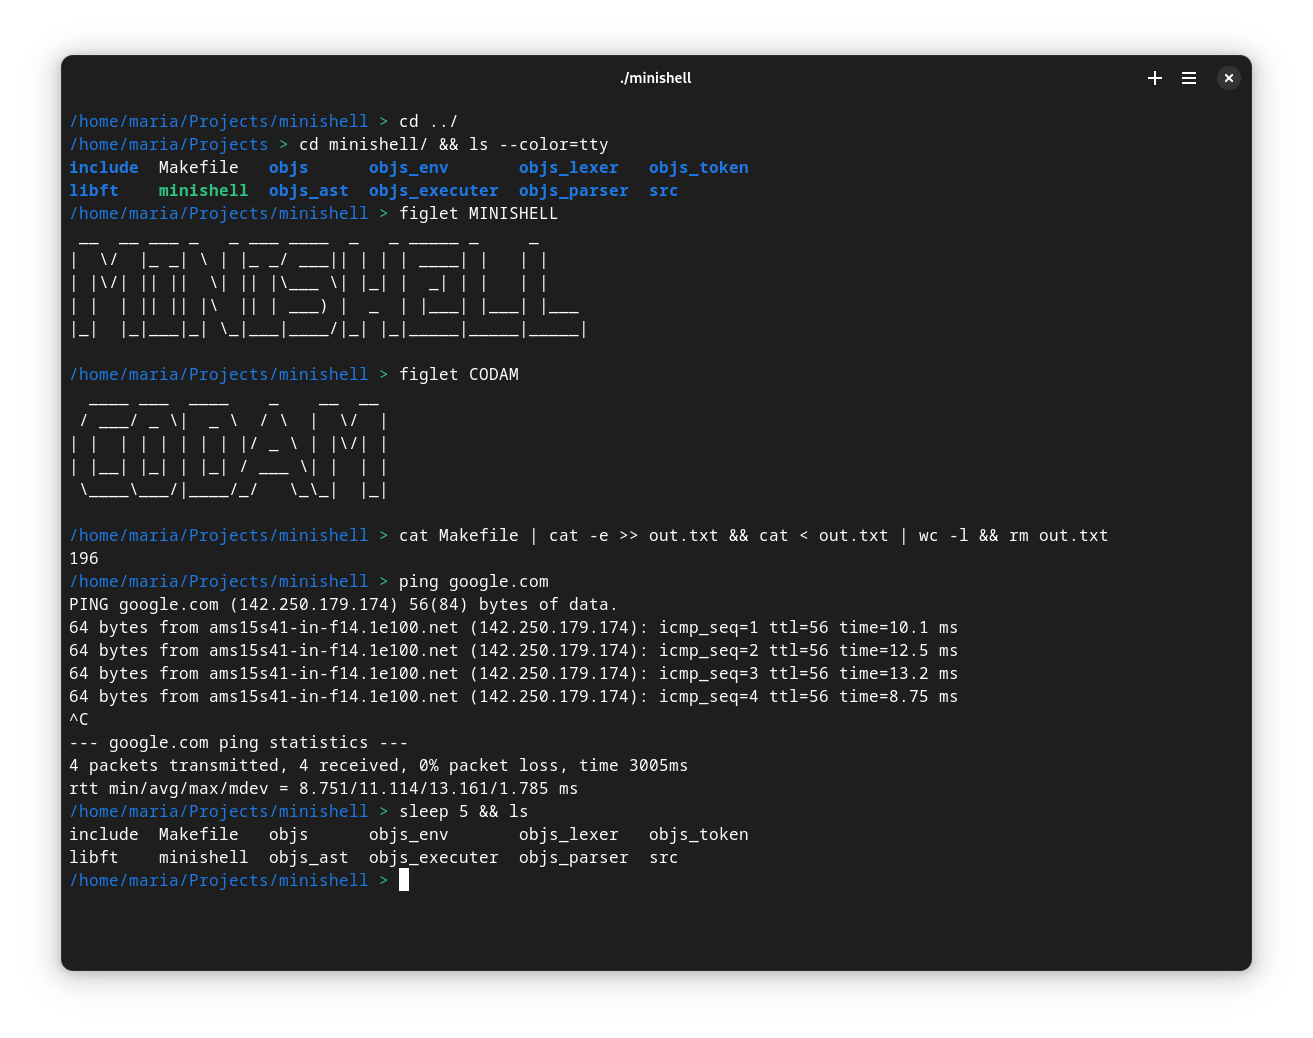 ./minishell
/home/maria/Projects/minishell > cd ../
/home/maria/Projects > cd minishell/ && ls --color=tty
include  Makefile   objs      objs_env       objs_lexer   objs_token
libft    minishell  objs_ast  objs_executer  objs_parser  src
/home/maria/Projects/minishell > figlet MINISHELL
 __  __ ___ _   _ ___ ____  _   _ _____ _     _
|  \/  |_ _| \ | |_ _/ ___|| | | | ____| |   | |
| |\/| || ||  \| || |\___ \| |_| |  _| | |   | |
| |  | || || |\  || | ___) |  _  | |___| |___| |___
|_|  |_|___|_| \_|___|____/|_| |_|_____|_____|_____|
/home/maria/Projects/minishell > figlet CODAM
  ____ ___  ____    _    __  __
 / ___/ _ \|  _ \  / \  |  \/  |
| |  | | | | | | |/ _ \ | |\/| |
| |__| |_| | |_| / ___ \| |  | |
 \____\___/|____/_/   \_\_|  |_|
/home/maria/Projects/minishell > cat Makefile | cat -e >> out.txt && cat < out.txt | wc -l && rm out.txt
196
/home/maria/Projects/minishell > ping google.com
PING google.com (142.250.179.174) 56(84) bytes of data.
64 bytes from ams15s41-in-f14.1e100.net (142.250.179.174): icmp_seq=1 ttl=56 time=10.1 ms
64 bytes from ams15s41-in-f14.1e100.net (142.250.179.174): icmp_seq=2 ttl=56 time=12.5 ms
64 bytes from ams15s41-in-f14.1e100.net (142.250.179.174): icmp_seq=3 ttl=56 time=13.2 ms
64 bytes from ams15s41-in-f14.1e100.net (142.250.179.174): icmp_seq=4 ttl=56 time=8.75 ms
^C
--- google.com ping statistics ---
4 packets transmitted, 4 received, 0% packet loss, time 3005ms
rtt min/avg/max/mdev = 8.751/11.114/13.161/1.785 ms
/home/maria/Projects/minishell > sleep 5 && ls
include  Makefile   objs      objs_env       objs_lexer   objs_token
libft    minishell  objs_ast  objs_executer  objs_parser  src
/home/maria/Projects/minishell >